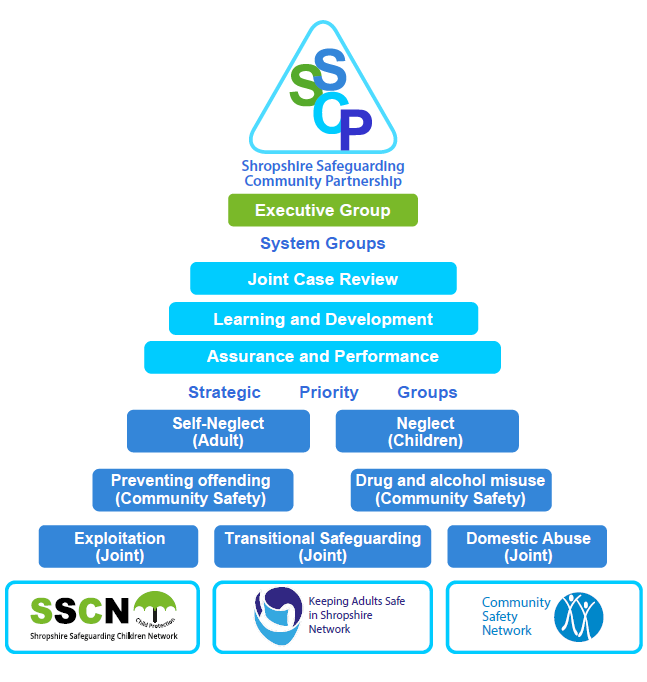 S
S
C
P
Shropshire Safeguarding
Community Partnership
Executive Group
System Groups
Joint Case Review
Learning and Development
Assurance and Performance
Strategic Priority Groups
Self-Neglect
(Adult)
Neglect
(Children)
Preventing offending
(Community Safety)
Drug and alcohol misuse
(Community Safety)
Exploitation
(Joint)
Transitional Safeguarding
(Joint)
Domestic Abuse
(Joint)
SSCN
Child Protection
Shropshire Safeguarding Children Network
Keeping Adults Safe
in Shropshire
Network
Community
Safety
Network